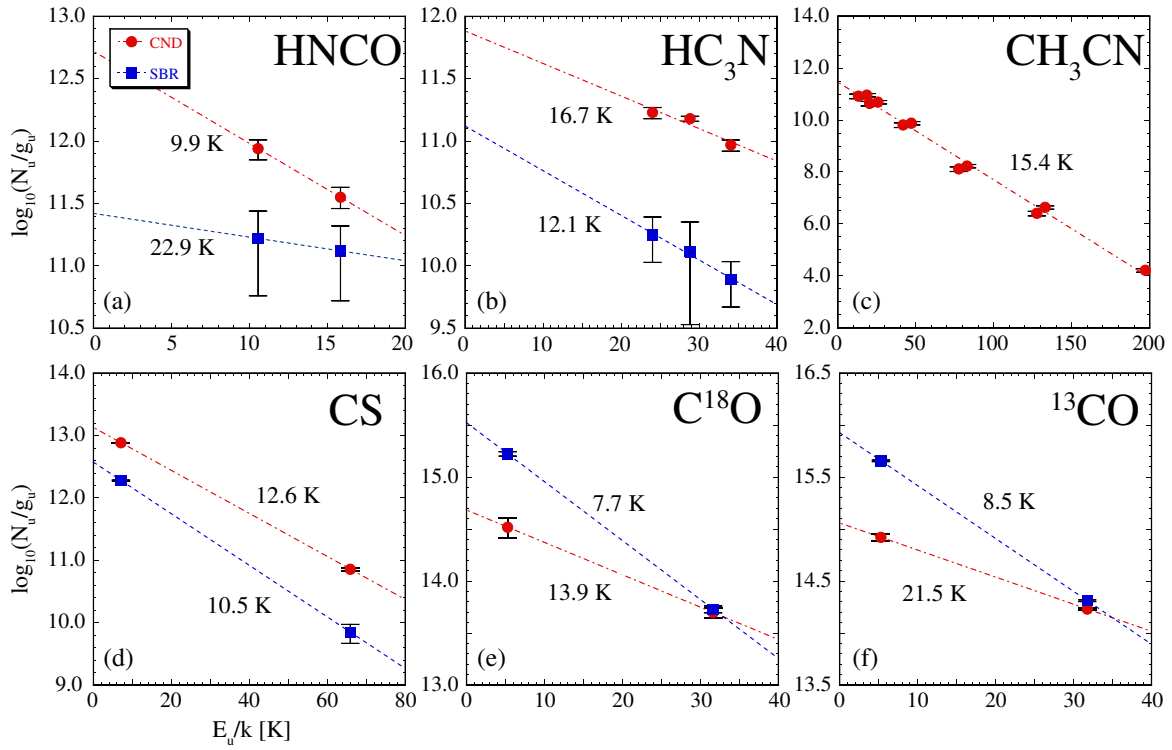 HNCO
CND
SBR
9.9 K
22.9 K
(a)
13.0
12.5
12.0
11.5
11.0
10.5
0 5 10 15 20
log₁₀(Nᵤ/gᵤ)
HC₃N
16.7 K
12.1 K
(b)
12.0
11.5
11.0
10.5
10.0
9.5
0 10 20 30 40
CH₃CN
15.4 K
(c)
14.0
12.0
10.0
8.0
6.0
4.0
2.0
0 50 100 150 200
CS
12.6 K
10.5 K
(d)
14.0
13.0
12.0
11.0
10.0
9.0
0 20 40 60 80
log₁₀(Nᵤ/gᵤ)
Eᵤ/k [K]
C¹⁸O
7.7 K
13.9 K
(e)
16.0
15.0
14.0
13.0
0 10 20 30 40
¹³CO
8.5 K
21.5 K
(f)
16.5
15.5
14.5
13.5
0 10 20 30 40